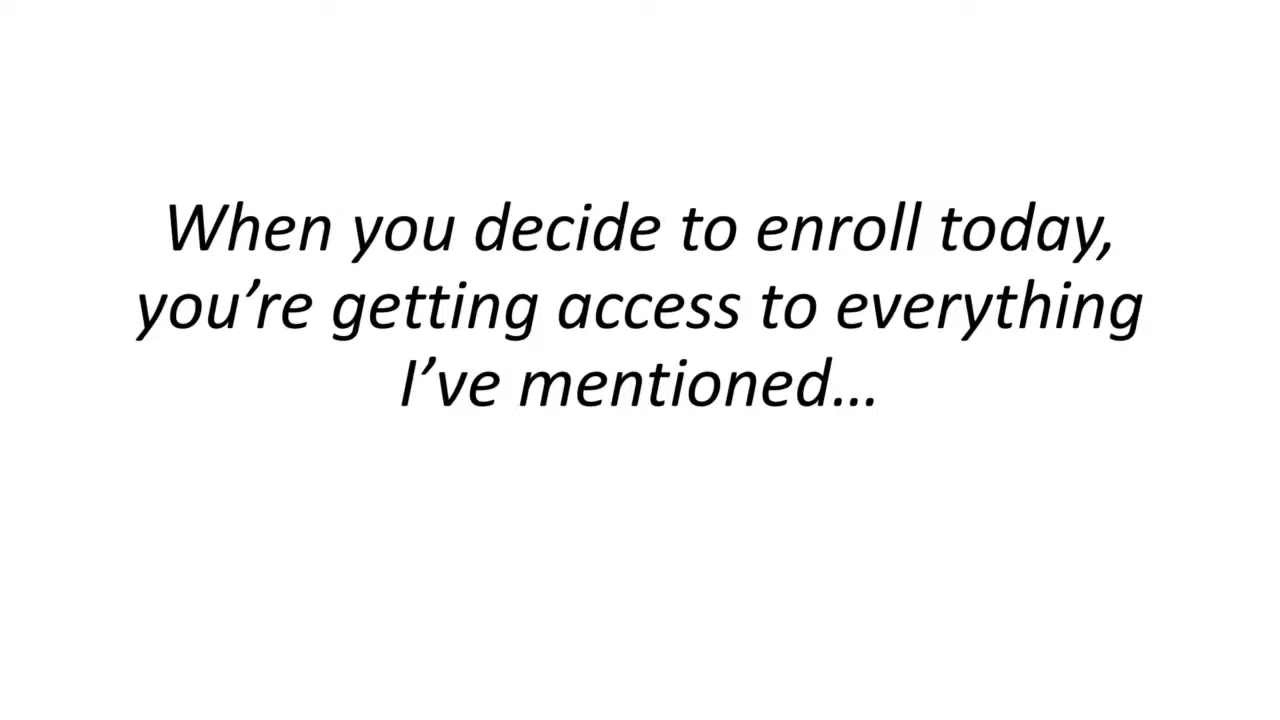 When you decide to enroll today,
you’re getting access to everything
I’ve mentioned…